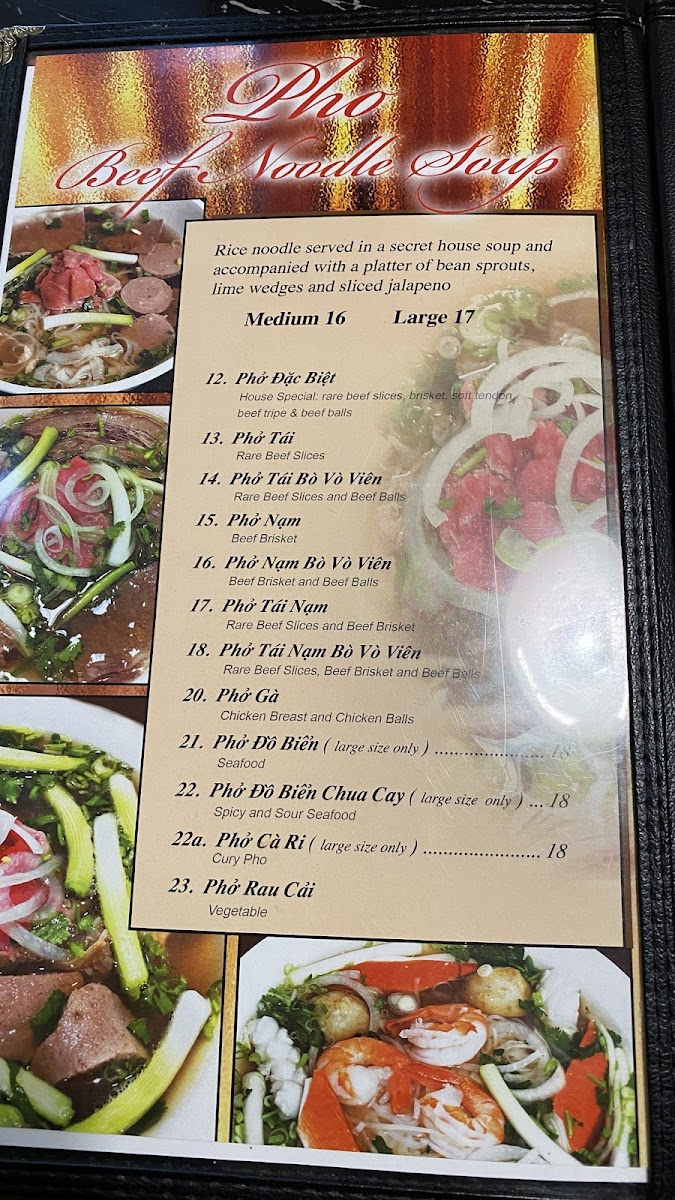 Pho
Beef Noodle Soup
Rice noodle served in a secret house soup and
accompanied with a platter of bean sprouts,
lime wedges and sliced jalapeno
Medium 16 Large 17
12. Phở Đặc Biệt
House Special: rare beef slices, brisket, soft tendon,
beef tripe & beef balls
13. Phở Tái
Rare Beef Slices
14. Phở Tái Bò Vò Viên
Rare Beef Slices and Beef Balls
15. Phở Nạm
Beef Brisket
16. Phở Nạm Bò Vò Viên
Beef Brisket and Beef Balls
17. Phở Tái Nạm
Rare Beef Slices and Beef Brisket
18. Phở Tái Nạm Bò Vò Viên
Rare Beef Slices, Beef Brisket and Beef Balls
20. Phở Gà
Chicken Breast and Chicken Balls
21. Phở Đồ Biển ( large size only ) ........................ 18
Seafood
22. Phở Đồ Biển Chua Cay ( large size only ) ... 18
Spicy and Sour Seafood
22a. Phở Cà Ri ( large size only ) ........................ 18
Cury Pho
23. Phở Rau Cải
Vegetable